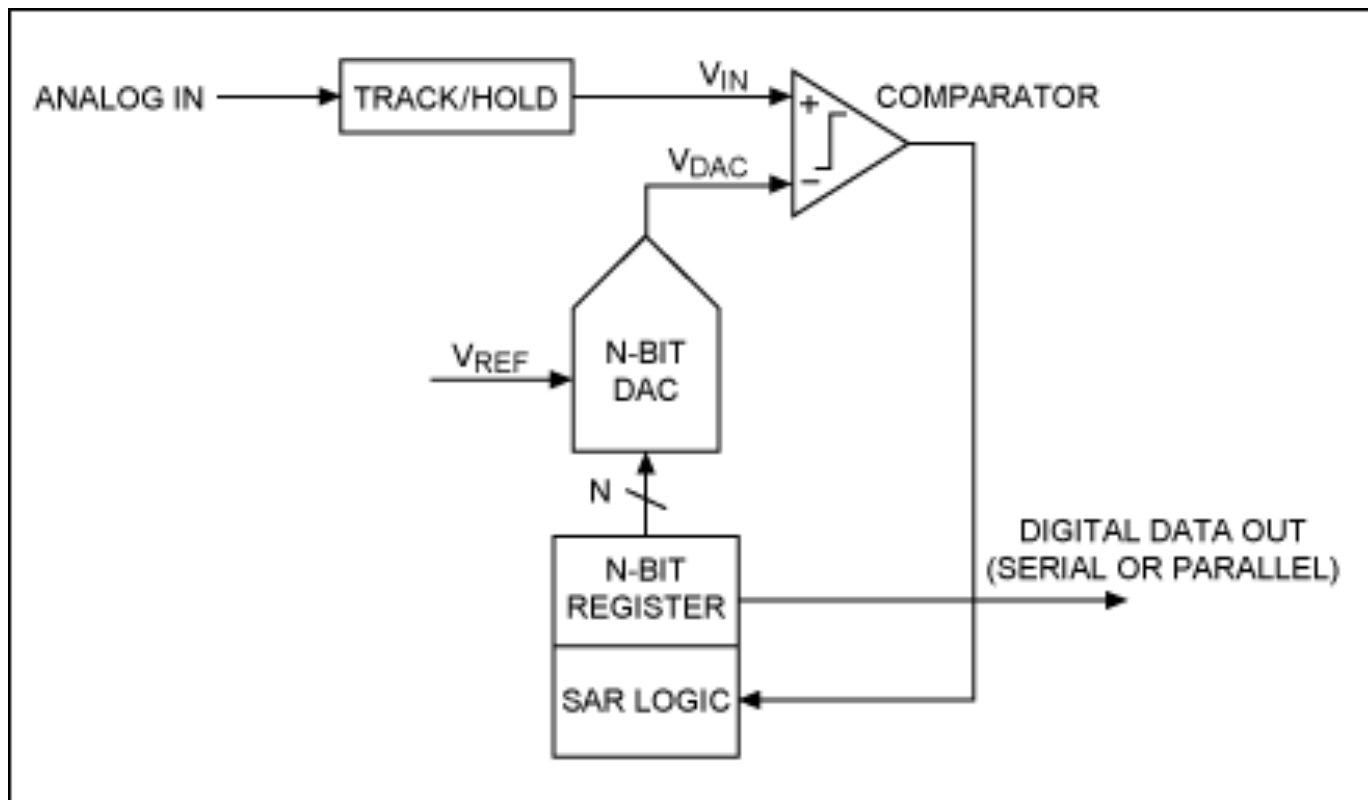 ANALOG IN
TRACK/HOLD
VIN
COMPARATOR
+
VDAC
−
VREF
N-BIT
DAC
N
N-BIT
REGISTER
SAR LOGIC
DIGITAL DATA OUT
(SERIAL OR PARALLEL)